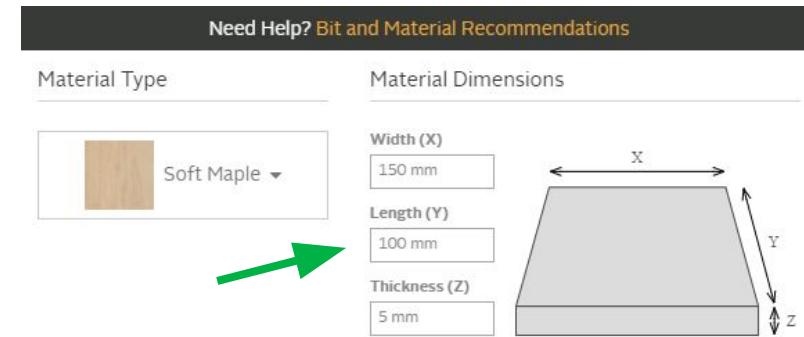 Need Help? Bit and Material Recommendations
Material Type
Material Dimensions
Soft Maple
Width (X)
150 mm
Length (Y)
100 mm
Thickness (Z)
5 mm
X
Y
Z